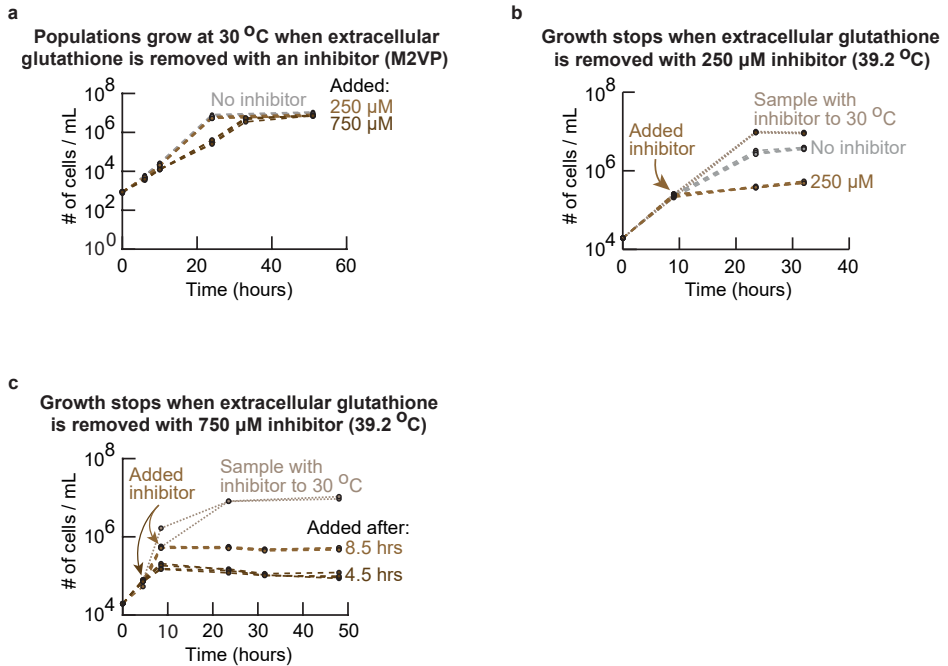 a
Populations grow at 30 °C when extracellular
glutathione is removed with an inhibitor (M2VP)
Added:
No inhibitor
250 µM
750 µM
# of cells / mL
10^8
10^6
10^4
10^2
10^0
0 20 40 60
Time (hours)
b
Growth stops when extracellular glutathione
is removed with 250 µM inhibitor (39.2 °C)
Sample with
inhibitor to 30 °C
Added
inhibitor
No inhibitor
250 µM
# of cells / mL
10^8
10^6
10^4
0 10 20 30 40
Time (hours)
c
Growth stops when extracellular glutathione
is removed with 750 µM inhibitor (39.2 °C)
Added
inhibitor
Sample with
inhibitor to 30 °C
Added after:
8.5 hrs
4.5 hrs
# of cells / mL
10^8
10^6
10^4
0 10 20 30 40 50
Time (hours)